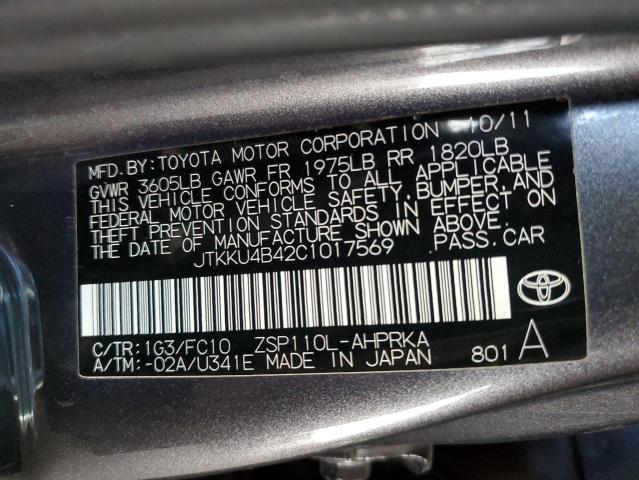 MFD.BY:TOYOTA MOTOR CORPORATION 10/11
GVWR 3605LB GAWR FR 1975LB RR 1820LB
THIS VEHICLE CONFORMS TO ALL APPLICABLE
FEDERAL MOTOR VEHICLE SAFETY,BUMPER,AND
THEFT PREVENTION STANDARDS IN EFFECT ON
THE DATE OF MANUFACTURE SHOWN ABOVE.
JTKKU4B42C1017569 PASS.CAR
C/TR:1G3/FC10 ZSP110L-AHPRKA
A/TM:-02A/U341E MADE IN JAPAN 801 A